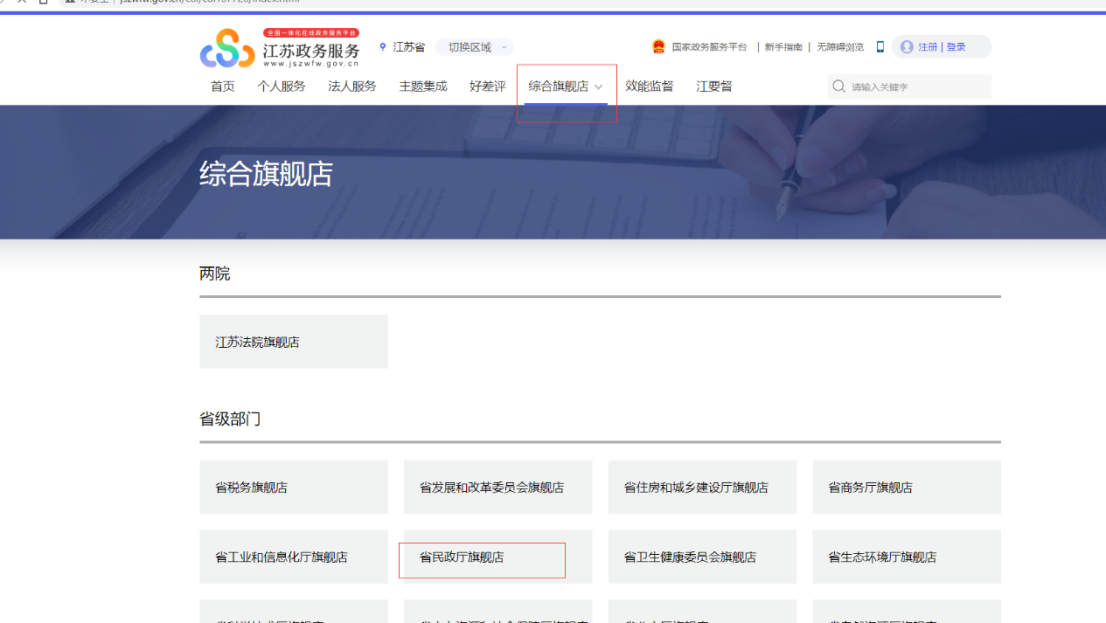 全国一体化在线政务服务平台
江苏政务服务
www.jszwfw.gov.cn
江苏省 切换区域
国家政务服务平台 | 新手指南 | 无障碍浏览 注册 | 登录
首页 个人服务 法人服务 主题集成 好差评 综合旗舰店 效能监督 江要督
请输入关键字
综合旗舰店
两院
江苏法院旗舰店
省级部门
省税务旗舰店 省发展和改革委员会旗舰店 省住房和城乡建设厅旗舰店 省商务厅旗舰店
省工业和信息化厅旗舰店 省民政厅旗舰店 省卫生健康委员会旗舰店 省生态环境厅旗舰店